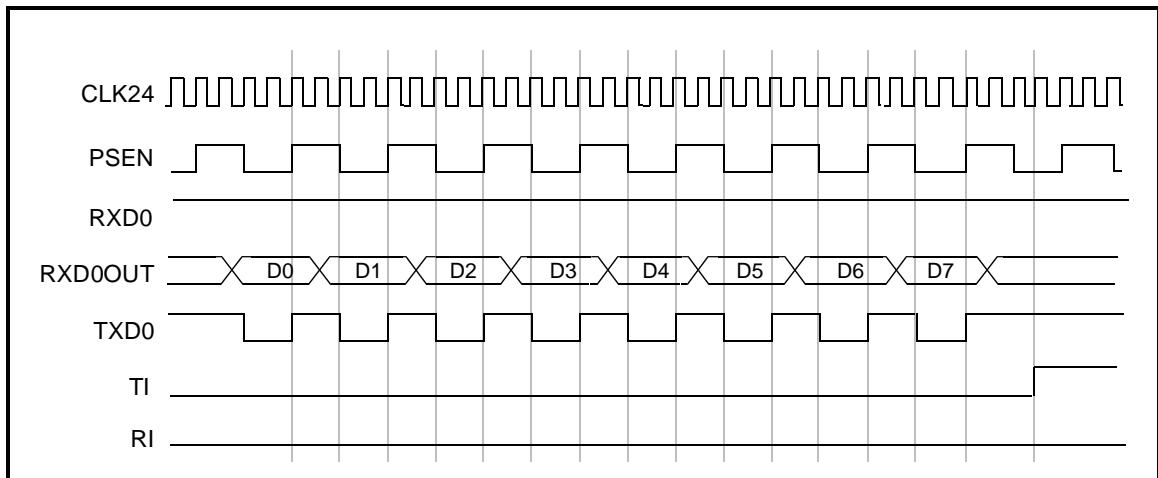 CLK24
PSEN
RXD0
RXD0OUT D0 D1 D2 D3 D4 D5 D6 D7
TXD0
TI
RI